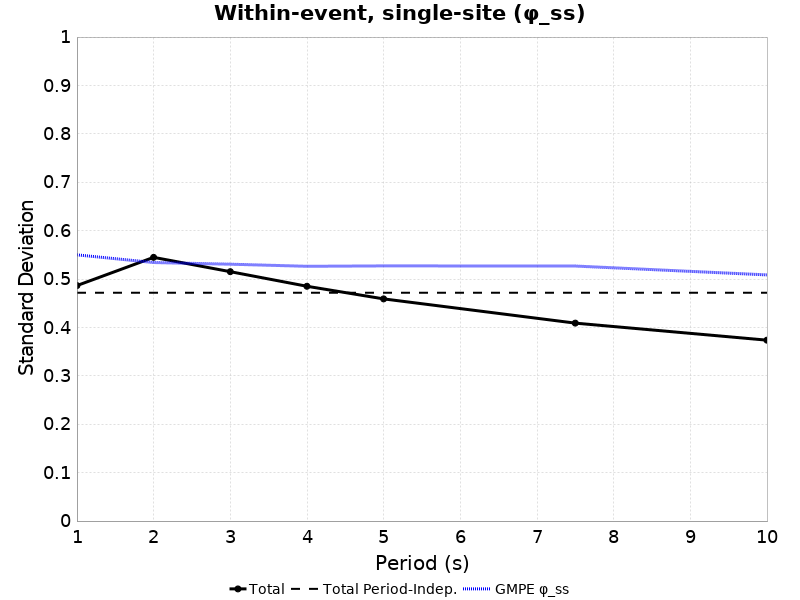 Within-event, single-site (φ_ss)
1
0.9
0.8
0.7
0.6
0.5
0.4
0.3
0.2
0.1
0
Standard Deviation
1 2 3 4 5 6 7 8 9 10
Period (s)
Total Total Period-Indep. GMPE φ_ss